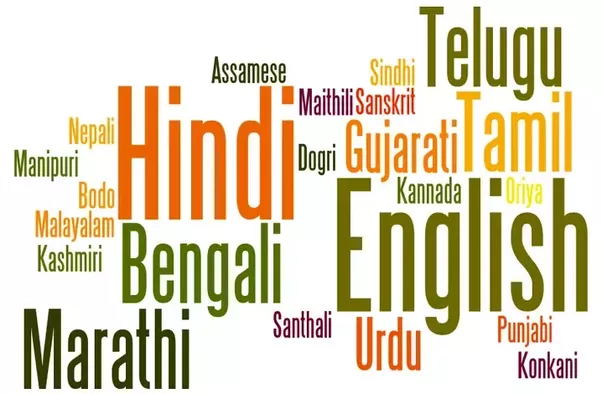 Telugu
Assamese
Sindhi
Hindi
Maithili
Sanskrit
Tamil
Nepali
Gujarati
Manipuri
Dogri
Bodo
Kannada
Oriya
English
Malayalam
Bengali
Kashmiri
Marathi
Santhali
Urdu
Punjabi
Konkani